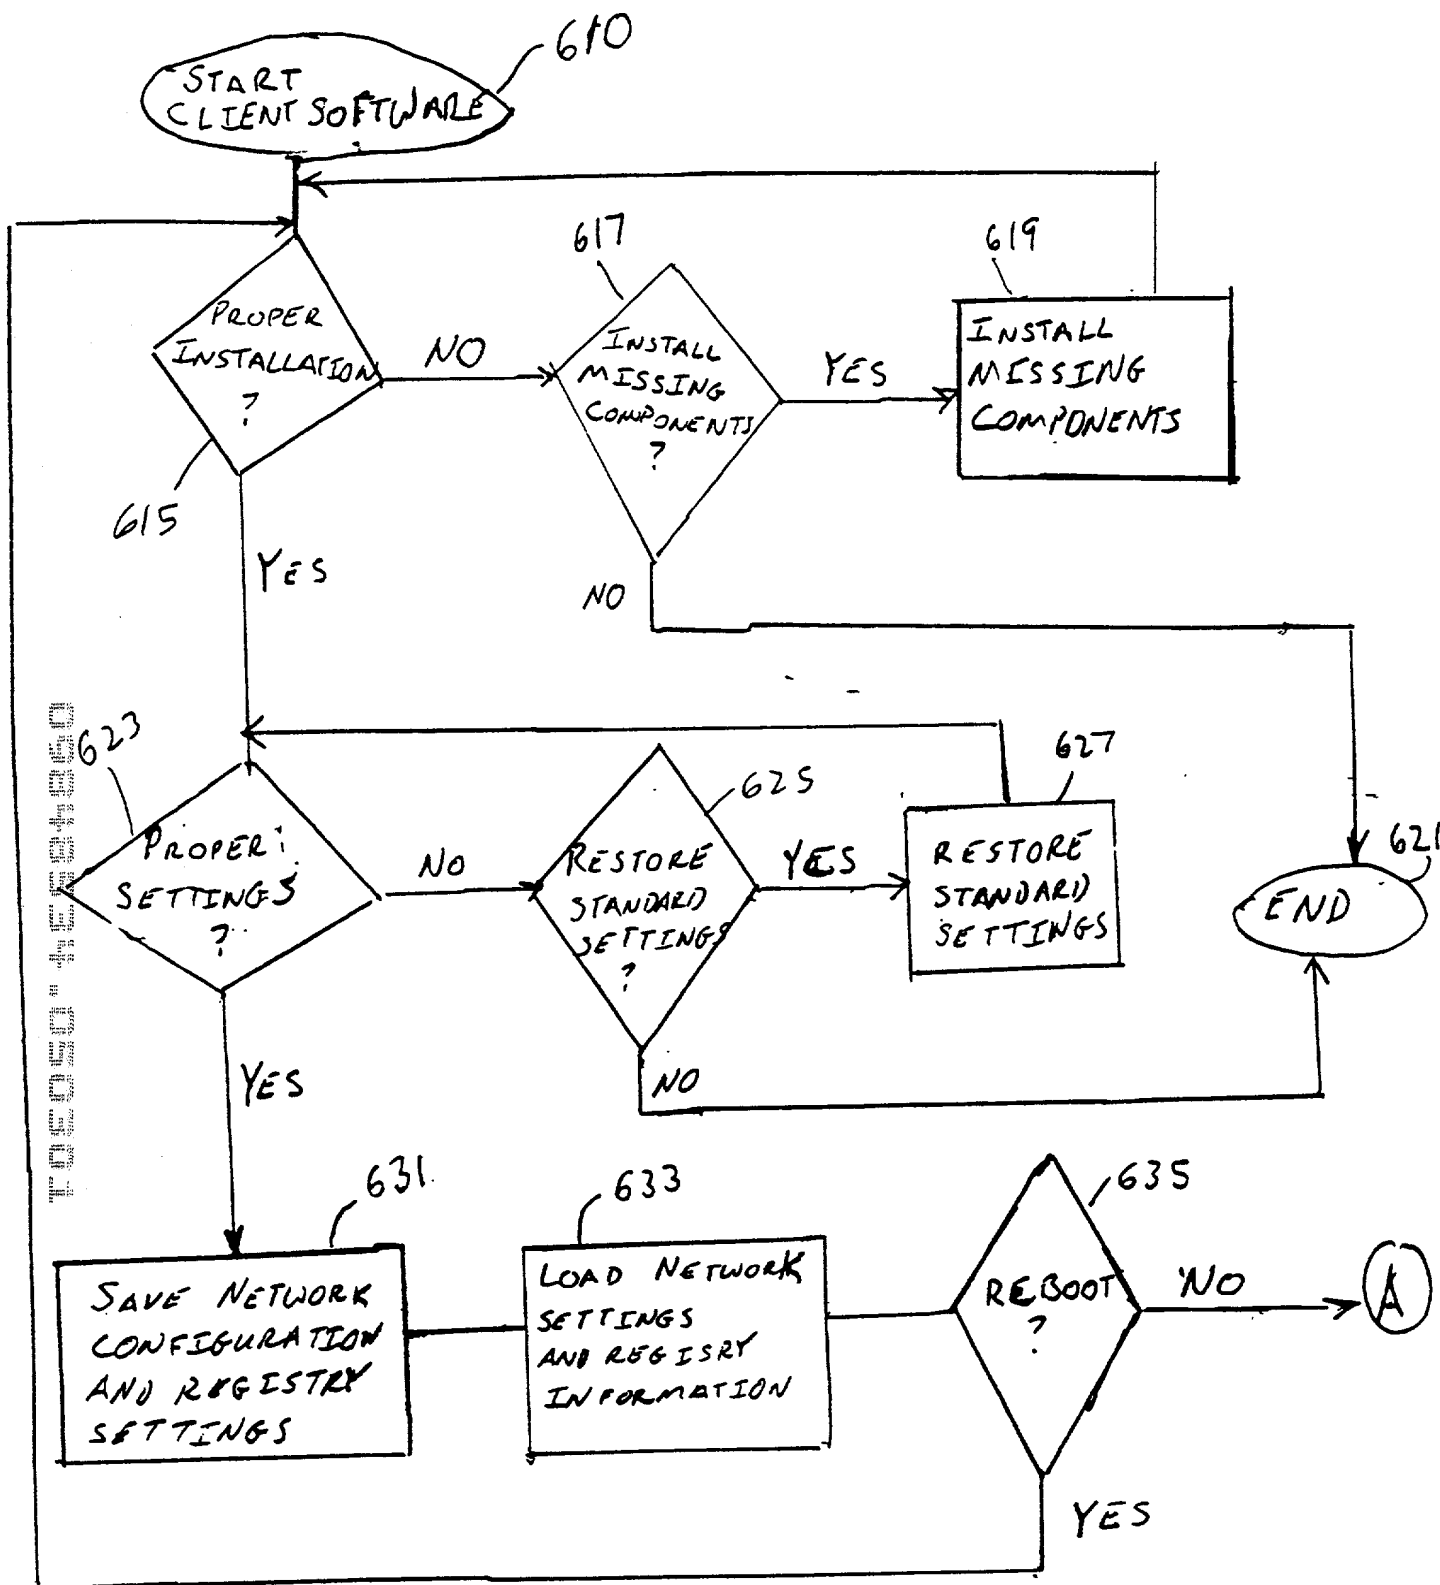 610
START
CLIENT SOFTWARE
617
619
PROPER
INSTALLATION
?
NO
INSTALL
MISSING
COMPONENTS
?
YES
INSTALL
MISSING
COMPONENTS
615
YES
NO
623
625
627
621
PROPER
SETTINGS
?
NO
RESTORE
STANDARD
SETTINGS
?
YES
RESTORE
STANDARD
SETTINGS
END
YES
NO
631
633
635
SAVE NETWORK
CONFIGURATION
AND REGISTRY
SETTINGS
LOAD NETWORK
SETTINGS
AND REGISRY
INFORMATION
REBOOT
?
NO
A
YES